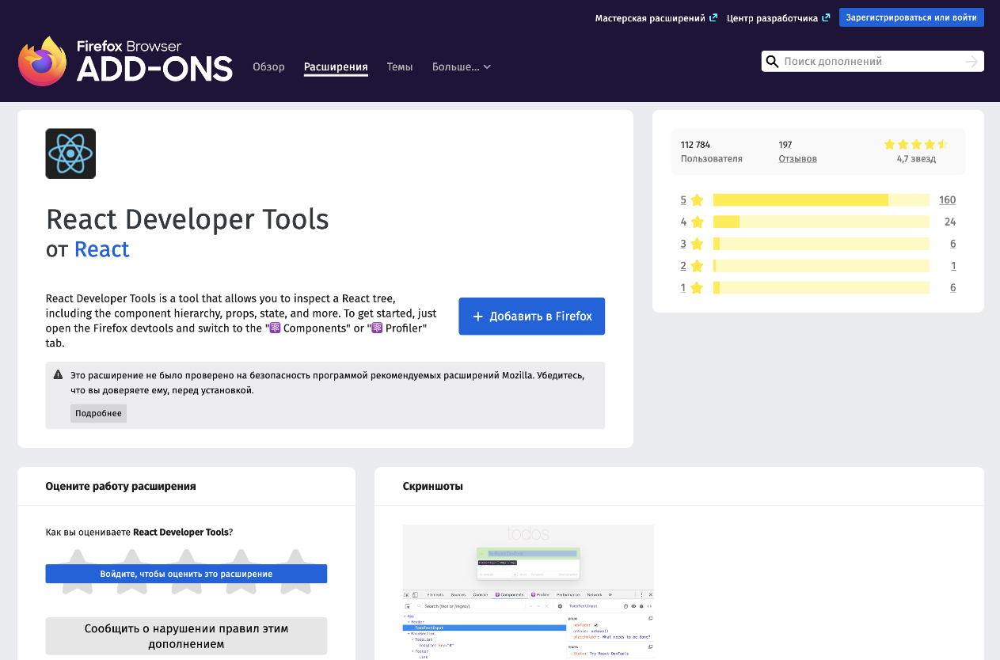 Мастерская расширений Центр разработчика Зарегистрироваться или войти
Firefox Browser
ADD-ONS
Обзор Расширения Темы Больше... Поиск дополнений
React Developer Tools
от React
React Developer Tools is a tool that allows you to inspect a React tree,
including the component hierarchy, props, state, and more. To get started, just
open the Firefox devtools and switch to the "⚛️ Components" or "⚛️ Profiler"
tab.
+ Добавить в Firefox
Это расширение не было проверено на безопасность программой рекомендуемых расширений Mozilla. Убедитесь,
что вы доверяете ему, перед установкой.
Подробнее
112 784 197
Пользователя Отзывов 4,7 звезд
5 160
4 24
3 6
2 1
1 6
Оцените работу расширения
Как вы оцениваете React Developer Tools?
Войдите, чтобы оценить это расширение
Сообщить о нарушении правил этим
дополнением
Скриншоты
todos
Elements Sources Console ⚛️ Components ⚛️ Profiler Performance Network »
Search (text or /regex/) TodoTextInput
App
Header
TodoTextInput
MainSection
TodoList
TodoItem key="0"
Footer
Link
props
newTodo:
onSave: onSave()
placeholder: What needs to be done?
hooks
State: Try React DevTools